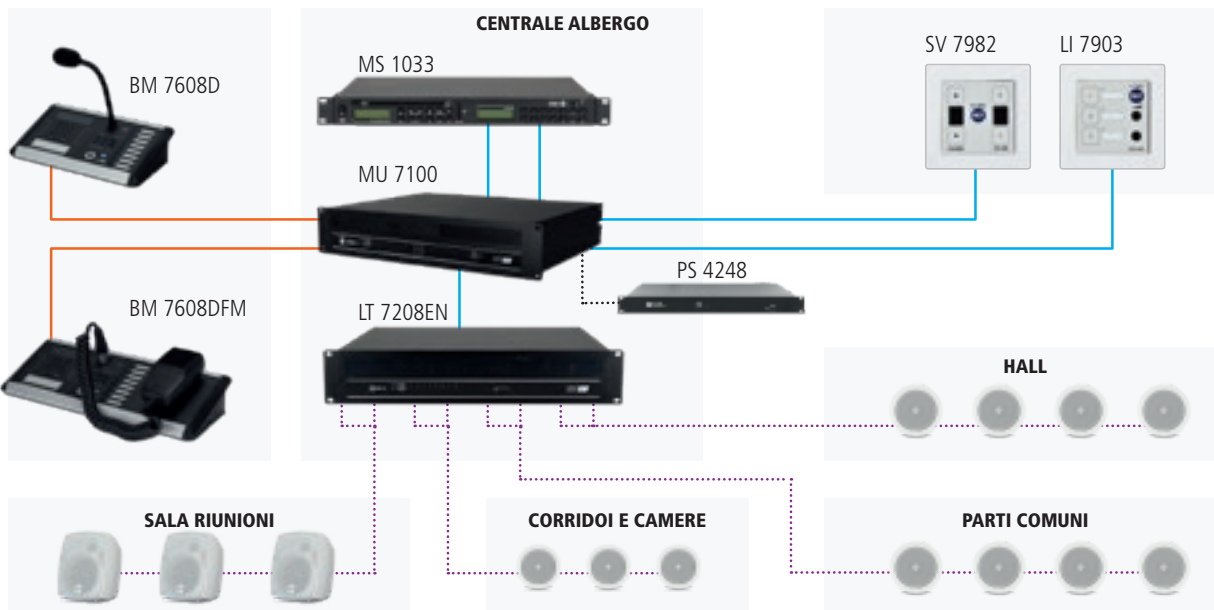 CENTRALE ALBERGO
BM 7608D
MS 1033
SV 7982
LI 7903
MU 7100
PS 4248
BM 7608DFM
LT 7208EN
HALL
SALA RIUNIONI
CORRIDOI E CAMERE
PARTI COMUNI